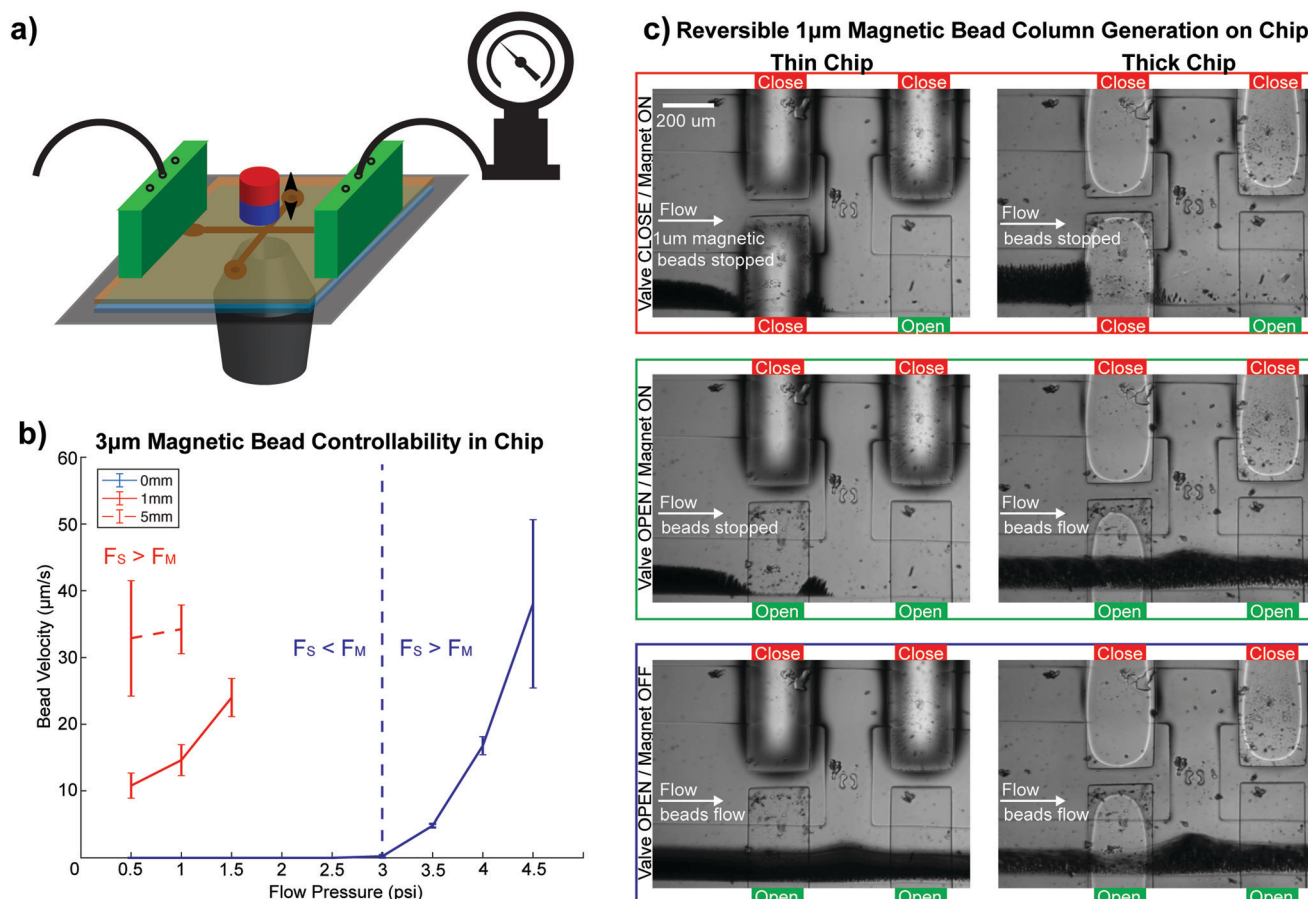 a)
b)
3µm Magnetic Bead Controllability in Chip
Bead Velocity (µm/s)
60
50
40
30
20
10
0mm
1mm
5mm
FS > FM
FS < FM
FS > FM
0
0.5
1
1.5
2
2.5
3
3.5
4
4.5
Flow Pressure (psi)
c) Reversible 1µm Magnetic Bead Column Generation on Chip
Thin Chip
Thick Chip
Valve CLOSE / Magnet ON
Close
Close
200 um
Flow
1um magnetic
beads stopped
Close
Open
Close
Close
Flow
beads stopped
Close
Open
Valve OPEN / Magnet ON
Close
Close
Flow
beads stopped
Open
Open
Close
Close
Flow
beads flow
Open
Open
Valve OPEN / Magnet OFF
Close
Close
Flow
beads flow
Open
Open
Close
Close
Flow
beads flow
Open
Open